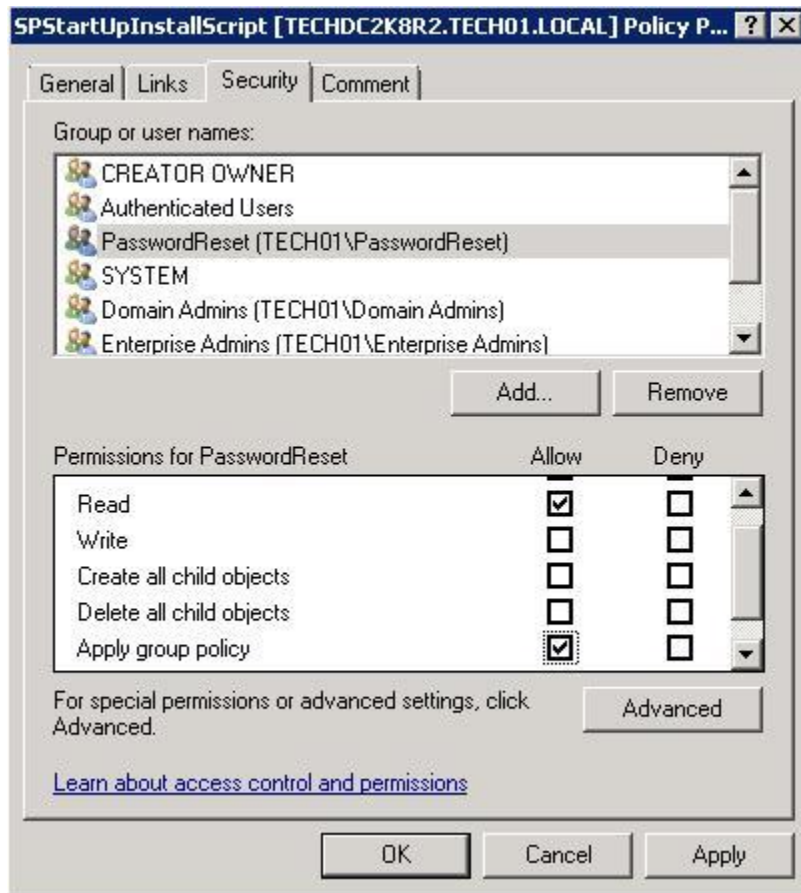 SPStartUpInstallScript [TECHDC2K8R2.TECH01.LOCAL] Policy P...
General
Links
Security
Comment
Group or user names:
CREATOR OWNER
Authenticated Users
PasswordReset (TECH01\PasswordReset)
SYSTEM
Domain Admins (TECH01\Domain Admins)
Enterprise Admins (TECH01\Enterprise Admins)
Add...
Remove
Permissions for PasswordReset
Allow
Deny
Read
Write
Create all child objects
Delete all child objects
Apply group policy
For special permissions or advanced settings, click
Advanced.
Advanced
Learn about access control and permissions
OK
Cancel
Apply